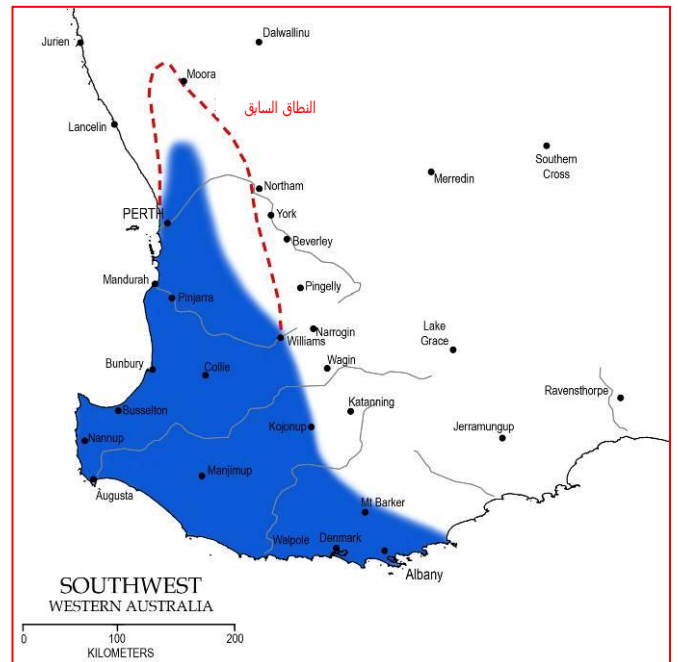 Dalwallinu
Jurien
Moora
النطاق السابق
Lancelin
Southern
Cross
Merredin
Northam
PERTH
York
Beverley
Mandurah
Pinjarra
Pingelly
Narrogin
Williams
Lake
Grace
Bunbury
Collie
Wagin
Ravensthorpe
Busselton
Katanning
Kojonup
Jerramungup
Nannup
Manjimup
Augusta
Mt Barker
Walpole
Denmark
Albany
SOUTHWEST
WESTERN AUSTRALIA
0 100 200
KILOMETERS